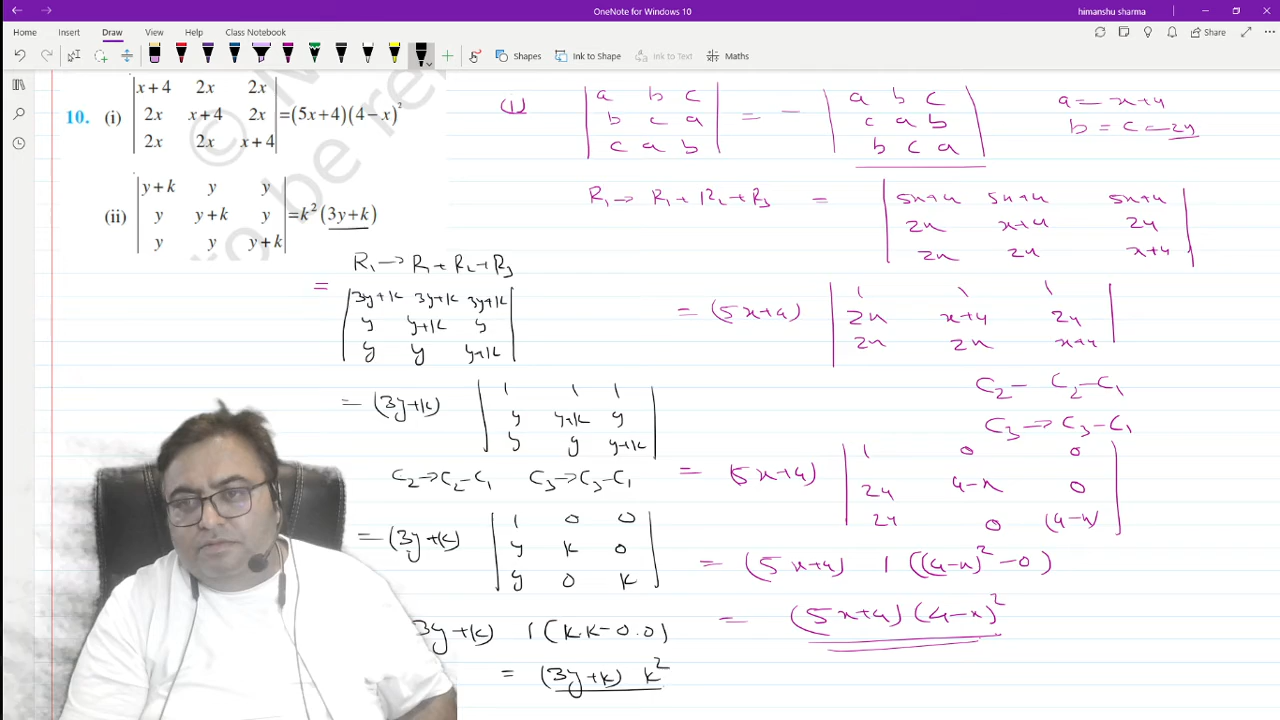 OneNote for Windows 10
himanshu sharma
Home Insert Draw View Help Class Notebook
Share
Shapes Ink to Shape Ink to Text Maths
© N
o be re
10. (i) |x+4 2x 2x|
|2x x+4 2x| =(5x+4)(4−x)²
|2x 2x x+4|
(ii) |y+k y y|
|y y+k y| =k²(3y+k)
|y y y+k|
R₁→R₁+R₂+R₃
=
|3y+k 3y+k 3y+k|
|y y+k y|
|y y y+k|
= (3y+k) |1 1 1|
|y y+k y|
|y y y+k|
C₂→C₂−C₁ C₃→C₃−C₁
= (3y+k) |1 0 0|
|y k 0|
|y 0 k|
3y+k) 1(k.k−0.0)
= (3y+k) k²
(1) |a b c|
|b c a|
|c a b|
= − |a b c|
|c a b|
|b c a|
a = x+4
b = c = 2x
R₁→ R₁+R₂+R₃ = |5x+4 5x+4 5x+4|
|2x x+4 2x|
|2x 2x x+4|
= (5x+4) |1 1 1|
|2x x+4 2x|
|2x 2x x+4|
C₂− C₂−C₁
C₃→C₃−C₁
= 5x+4) |1 0 0|
|2x 4−x 0|
|2x 0 (4−x)|
= (5x+4) 1((4−x)²−0)
= (5x+4)(4−x)²